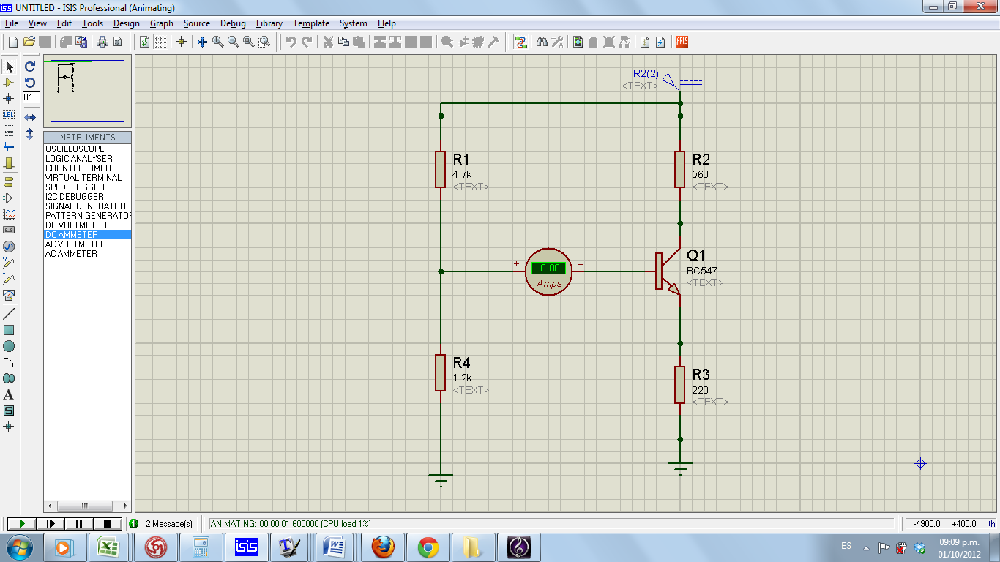 UNTITLED - ISIS Professional (Animating)
File View Edit Tools Design Graph Source Debug Library Template System Help
ARES
LBL
0°
INSTRUMENTS
OSCILLOSCOPE
LOGIC ANALYSER
COUNTER TIMER
VIRTUAL TERMINAL
SPI DEBUGGER
I2C DEBUGGER
SIGNAL GENERATOR
PATTERN GENERATOR
DC VOLTMETER
DC AMMETER
AC VOLTMETER
AC AMMETER
R2(2)
<TEXT>
R1
4.7k
<TEXT>
R2
560
<TEXT>
+ 0.00 −
Amps
Q1
BC547
<TEXT>
R4
1.2k
<TEXT>
R3
220
<TEXT>
2 Message(s) ANIMATING: 00:00:01.600000 (CPU load 1%) -4900.0 +400.0 th
isis
ES
09:09 p.m.
01/10/2012